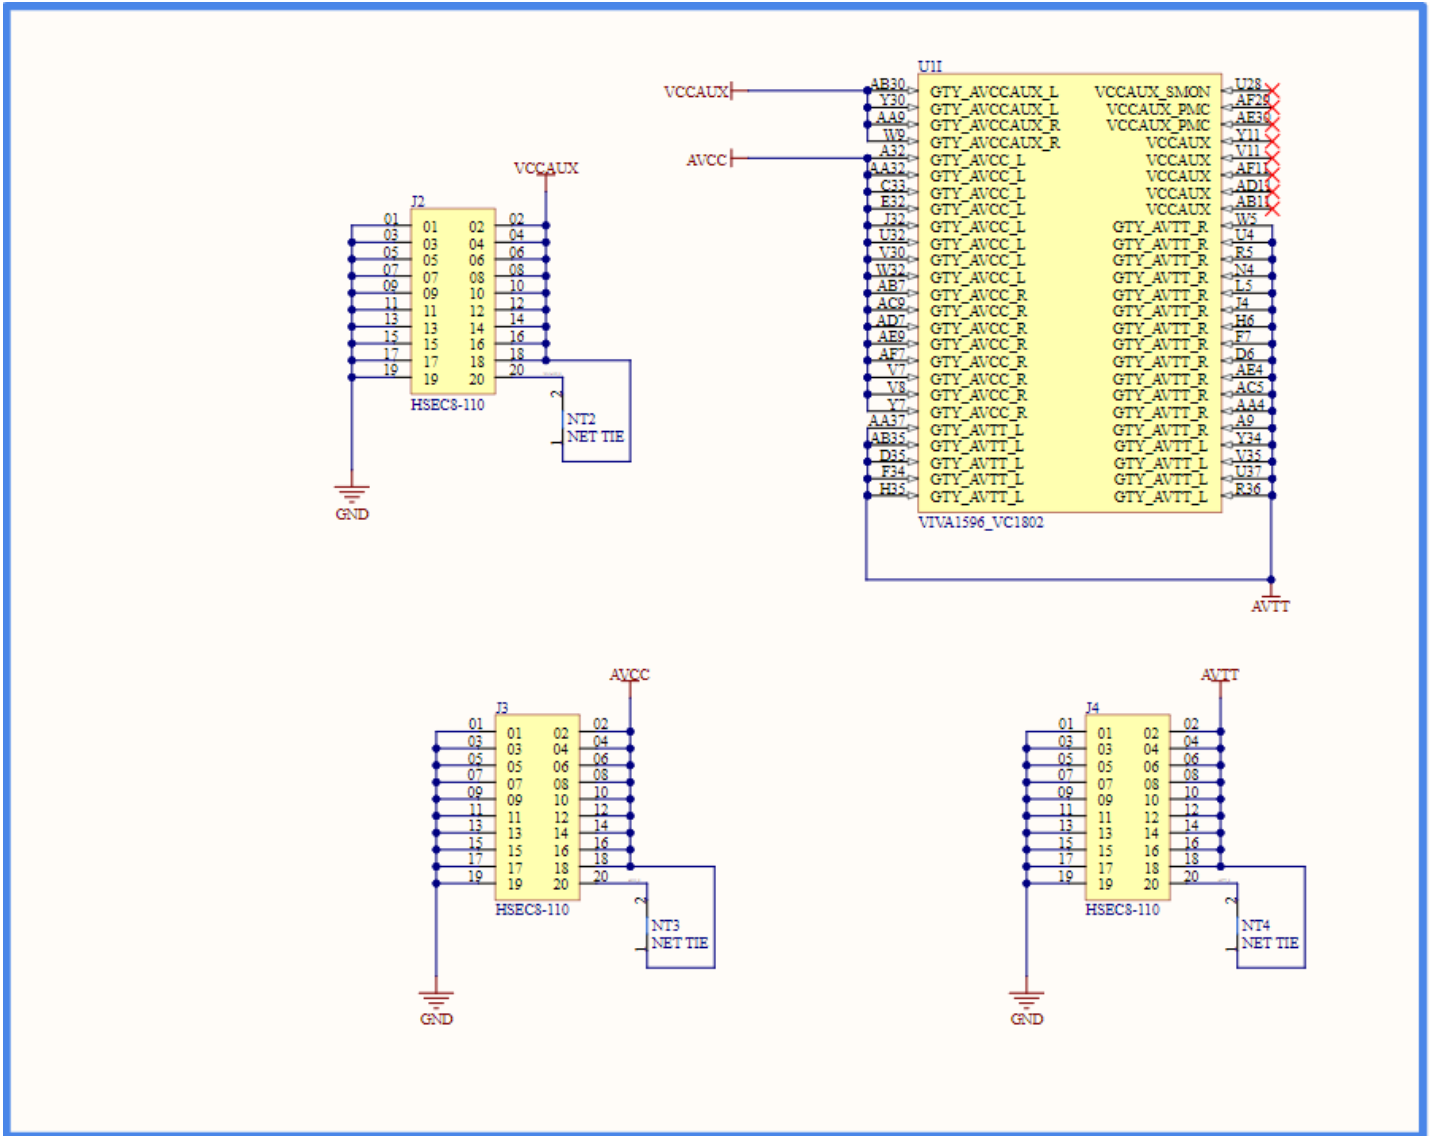 U1I
VCCAUX AB30 GTY_AVCCAUX_L VCCAUX_SMON U28
Y30 GTY_AVCCAUX_L VCCAUX_PMC AF29
AA9 GTY_AVCCAUX_R VCCAUX_PMC AE30
W9 GTY_AVCCAUX_R VCCAUX Y11
AVCC A32 GTY_AVCC_L VCCAUX V11
AA32 GTY_AVCC_L VCCAUX AF11
C33 GTY_AVCC_L VCCAUX AD11
E32 GTY_AVCC_L VCCAUX AB11
J32 GTY_AVCC_L GTY_AVTT_R W5
U32 GTY_AVCC_L GTY_AVTT_R U4
V30 GTY_AVCC_L GTY_AVTT_R R5
W32 GTY_AVCC_L GTY_AVTT_R N4
AB7 GTY_AVCC_R GTY_AVTT_R L5
AC9 GTY_AVCC_R GTY_AVTT_R J4
AD7 GTY_AVCC_R GTY_AVTT_R H6
AE9 GTY_AVCC_R GTY_AVTT_R F7
AF7 GTY_AVCC_R GTY_AVTT_R D6
V7 GTY_AVCC_R GTY_AVTT_R AE4
V8 GTY_AVCC_R GTY_AVTT_R AC5
Y7 GTY_AVCC_R GTY_AVTT_R AA4
AA37 GTY_AVTT_L GTY_AVTT_R A9
AB35 GTY_AVTT_L GTY_AVTT_L Y34
D35 GTY_AVTT_L GTY_AVTT_L V35
F34 GTY_AVTT_L GTY_AVTT_L U37
H35 GTY_AVTT_L GTY_AVTT_L R36
VIVA1596_VC1802
AVTT
VCCAUX
J2
01 01 02 02
03 03 04 04
05 05 06 06
07 07 08 08
09 09 10 10
11 11 12 12
13 13 14 14
15 15 16 16
17 17 18 18
19 19 20 20
HSEC8-110
2
NT2
1 NET TIE
GND
AVCC
J3
01 01 02 02
03 03 04 04
05 05 06 06
07 07 08 08
09 09 10 10
11 11 12 12
13 13 14 14
15 15 16 16
17 17 18 18
19 19 20 20
HSEC8-110
2
NT3
1 NET TIE
GND
AVTT
J4
01 01 02 02
03 03 04 04
05 05 06 06
07 07 08 08
09 09 10 10
11 11 12 12
13 13 14 14
15 15 16 16
17 17 18 18
19 19 20 20
HSEC8-110
2
NT4
1 NET TIE
GND